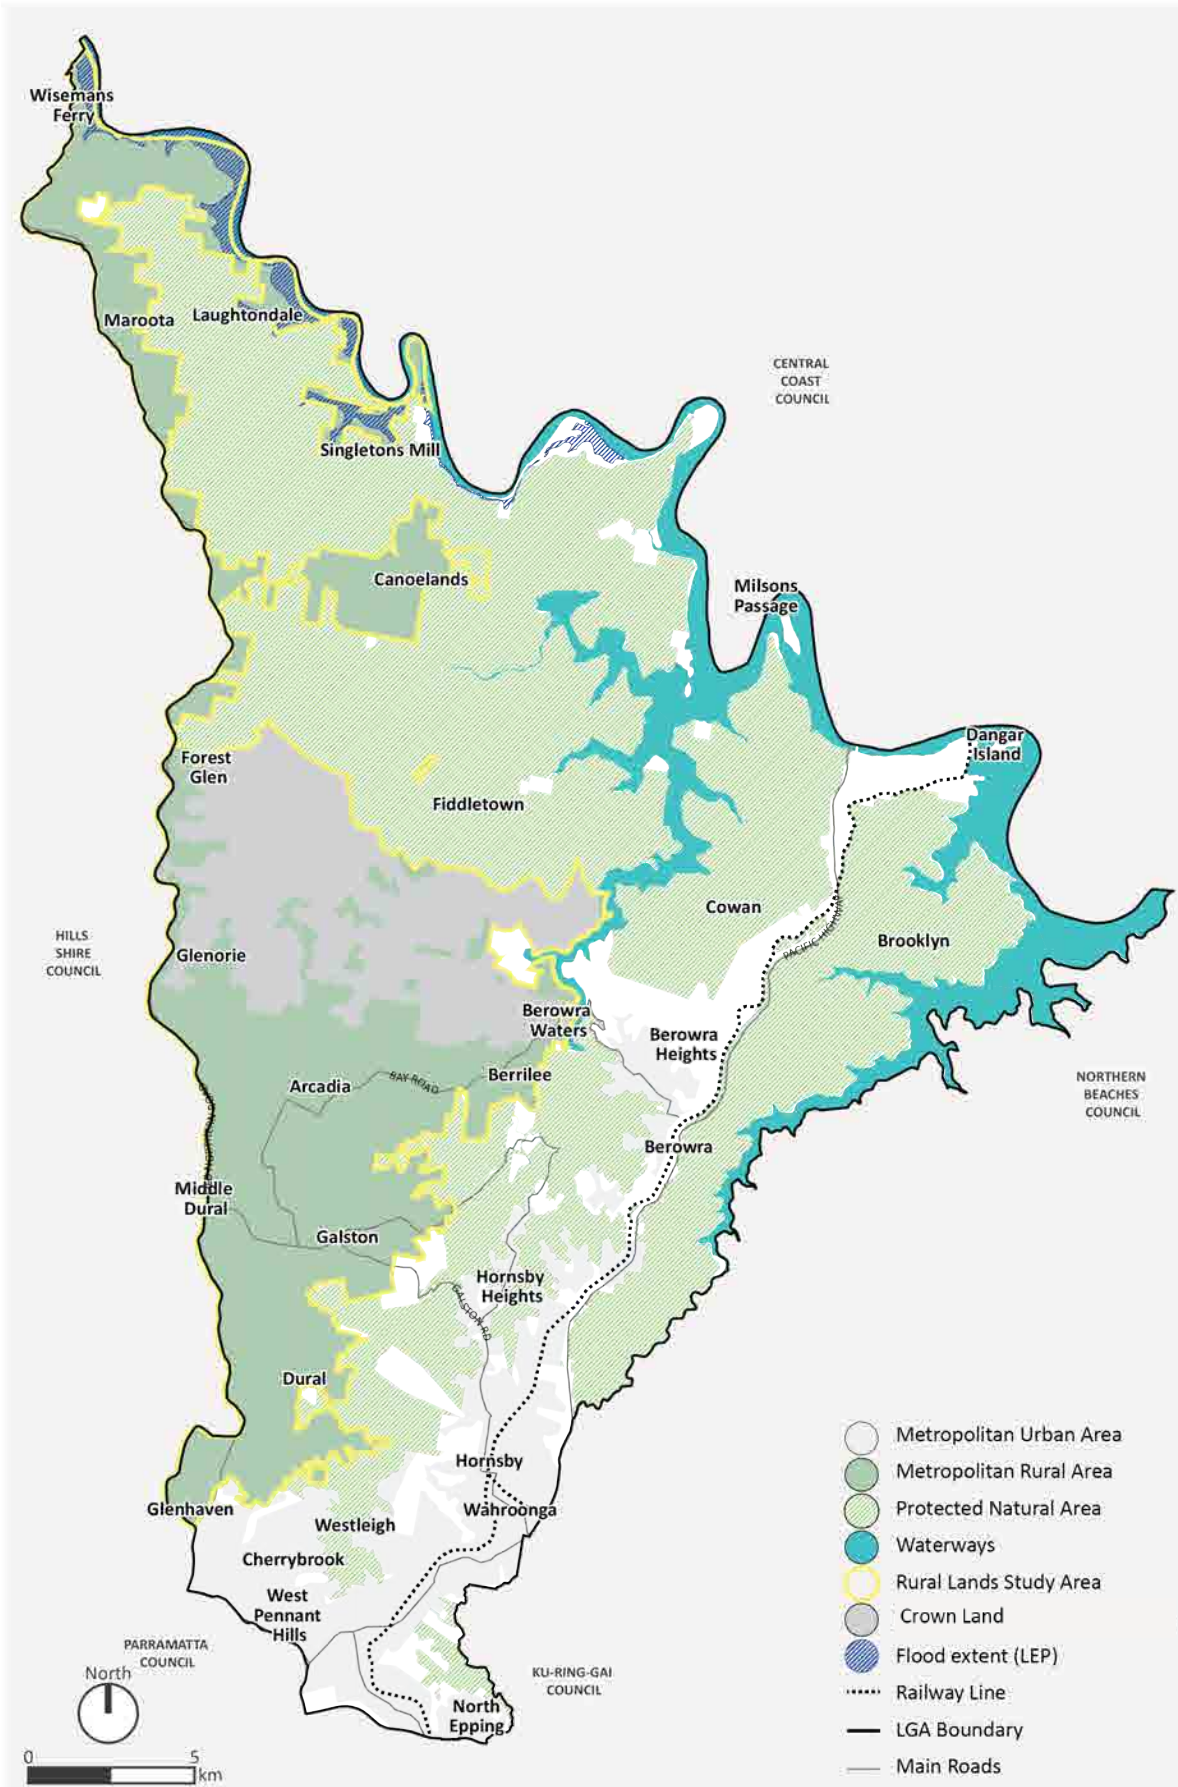 Wisemans
Ferry
Maroota
Laughtondale
CENTRAL
COAST
COUNCIL
Singletons Mill
Canoelands
Milsons
Passage
Dangar
Island
Forest
Glen
Fiddletown
Cowan
PACIFIC HIGHWAY
Brooklyn
HILLS
SHIRE
COUNCIL
Glenorie
Berowra
Waters
Berowra
Heights
NORTHERN
BEACHES
COUNCIL
Arcadia
BAY ROAD
Berrilee
Berowra
Middle
Dural
Galston
Hornsby
Heights
GALSTON RD
Dural
Hornsby
Glenhaven
Wahroonga
Westleigh
Cherrybrook
West
Pennant
Hills
PARRAMATTA
COUNCIL
KU-RING-GAI
COUNCIL
North
Epping
North
0 5
km
Metropolitan Urban Area
Metropolitan Rural Area
Protected Natural Area
Waterways
Rural Lands Study Area
Crown Land
Flood extent (LEP)
Railway Line
LGA Boundary
Main Roads